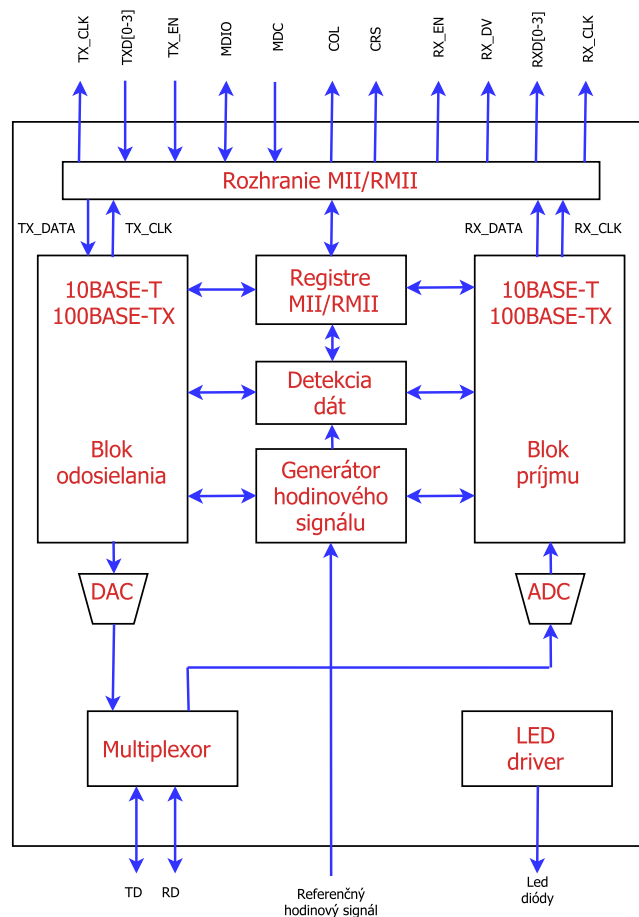 TX_CLK
TXD[0-3]
TX_EN
MDIO
MDC
COL
CRS
RX_EN
RX_DV
RXD[0-3]
RX_CLK
Rozhranie MII/RMII
TX_DATA
TX_CLK
RX_DATA
RX_CLK
10BASE-T
100BASE-TX
Blok
odosielania
Registre
MII/RMII
Detekcia
dát
Generátor
hodinového
signálu
10BASE-T
100BASE-TX
Blok
príjmu
DAC
ADC
Multiplexor
LED
driver
TD
RD
Referenčný
hodinový signál
Led
diódy